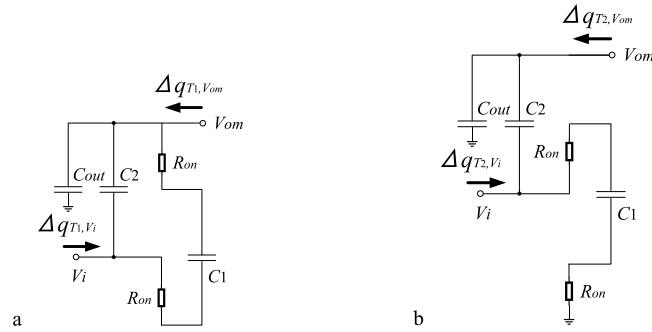 Δq_{T1,Vom}
Vom
Ron
Cout
C2
Δq_{T1,Vi}
Vi
Ron
C1
a
Δq_{T2,Vom}
Vom
Cout
C2
Ron
Δq_{T2,Vi}
Vi
C1
Ron
b